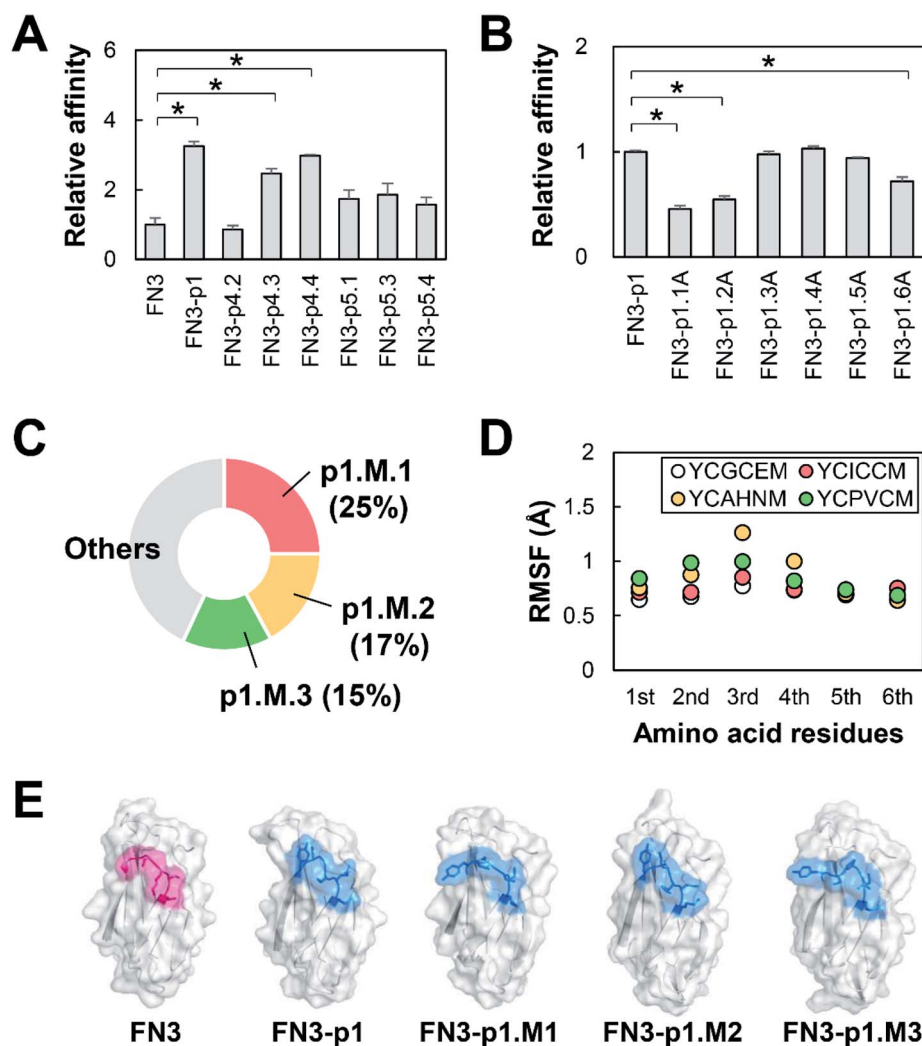 A
Relative affinity
6
4
2
0
*
*
*
FN3
FN3-p1
FN3-p4.2
FN3-p4.3
FN3-p4.4
FN3-p5.1
FN3-p5.3
FN3-p5.4
B
Relative affinity
2
1
0
*
*
*
FN3-p1
FN3-p1.1A
FN3-p1.2A
FN3-p1.3A
FN3-p1.4A
FN3-p1.5A
FN3-p1.6A
C
Others
p1.M.1
(25%)
p1.M.2
(17%)
p1.M.3 (15%)
D
RMSF (Å)
2
1.5
1
0.5
0
YCGCEM YCICCM
YCAHNM YCPVCM
1st 2nd 3rd 4th 5th 6th
Amino acid residues
E
FN3 FN3-p1 FN3-p1.M1 FN3-p1.M2 FN3-p1.M3